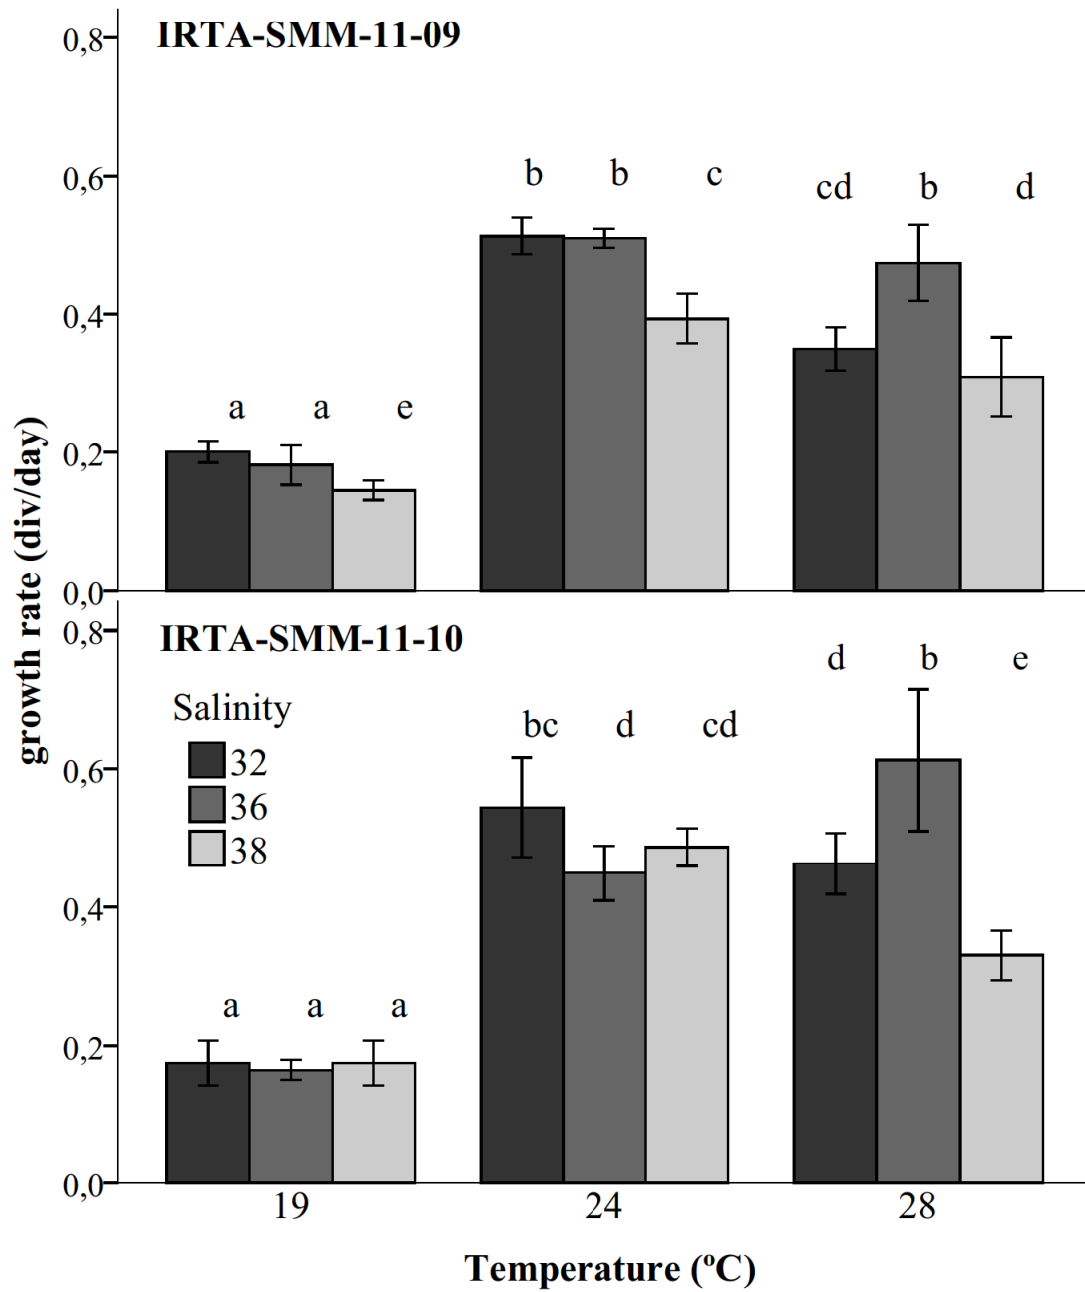 IRTA-SMM-11-09
0,8
0,6
0,4
0,2
0,0
b b c
cd b d
a a e
growth rate (div/day)
IRTA-SMM-11-10
0,8
0,6
0,4
0,2
0,0
Salinity
32
36
38
d b e
bc d cd
a a a
19 24 28
Temperature (ºC)